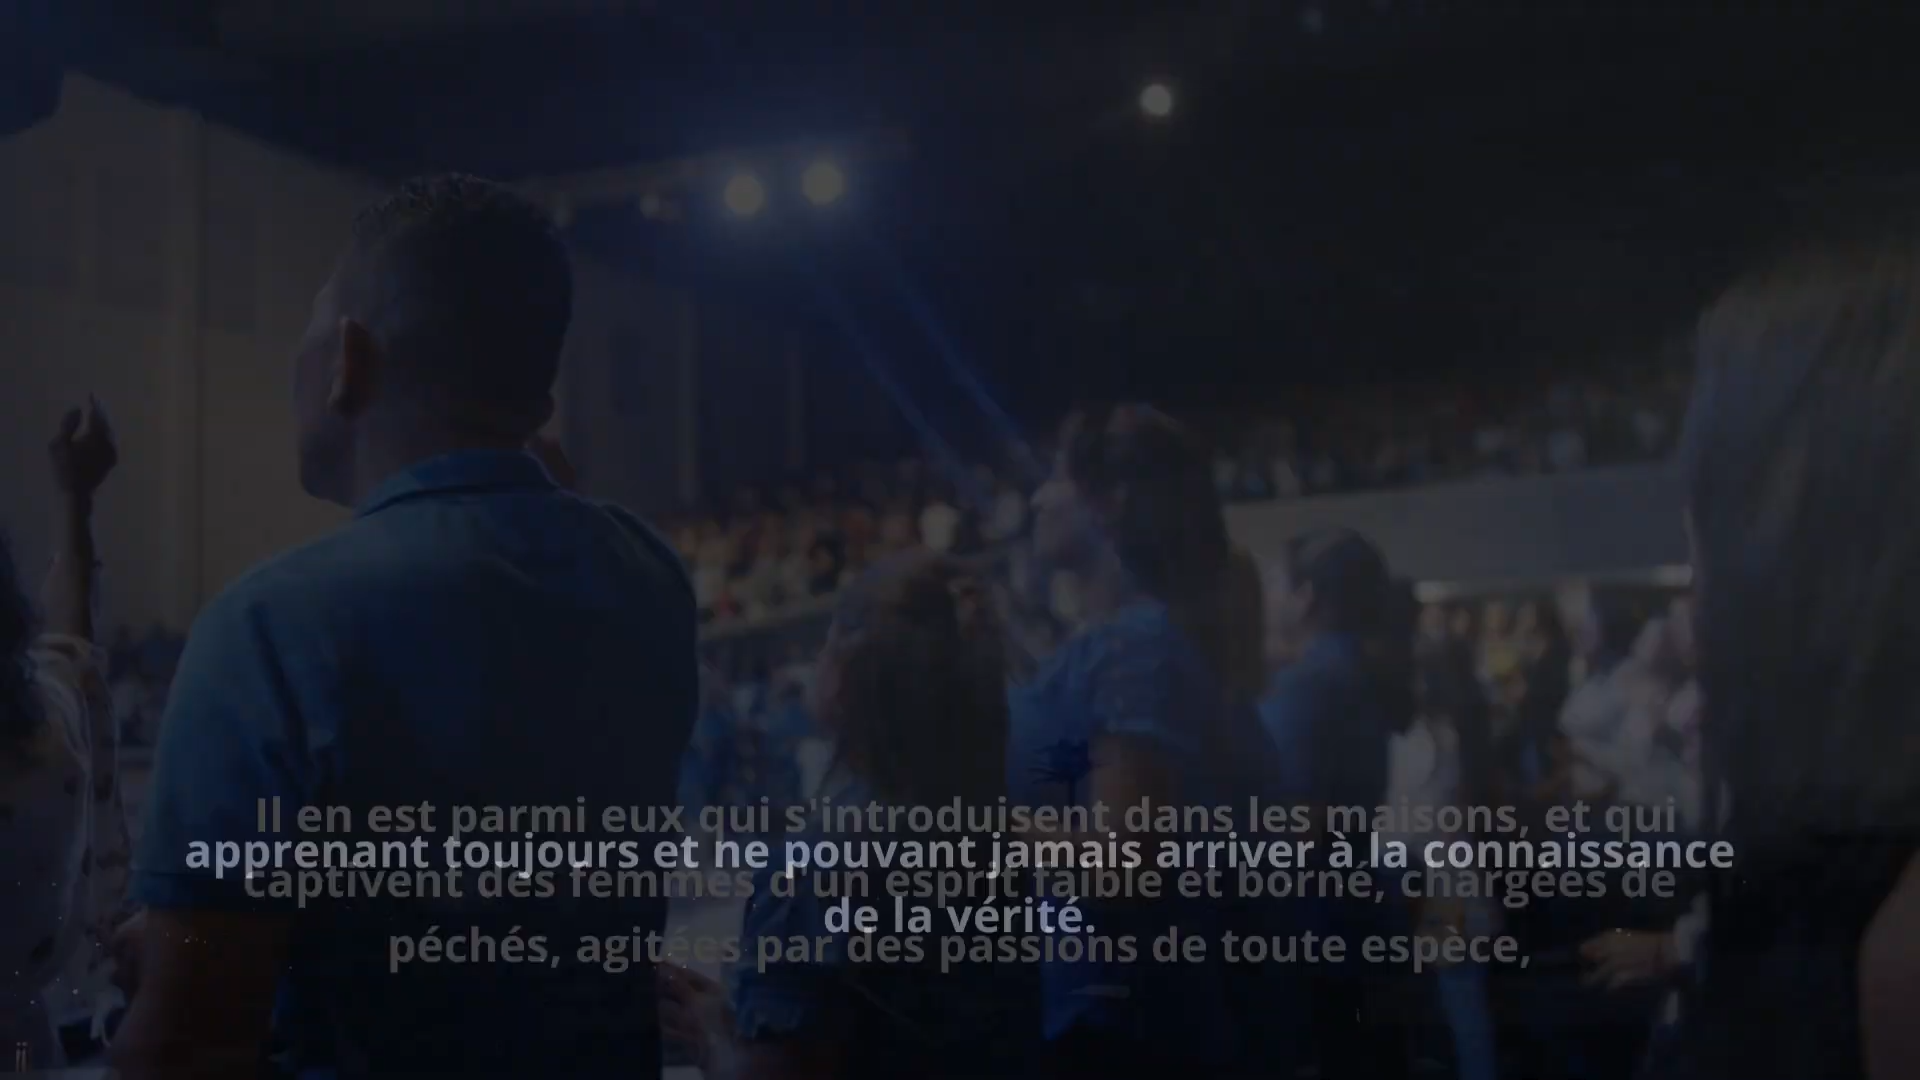 Il en est parmi eux qui s'introduisent dans les maisons, et qui
captivent des femmes d'un esprit faible et borné, chargées de
péchés, agitées par des passions de toute espèce,
apprenant toujours et ne pouvant jamais arriver à la connaissance
de la vérité.